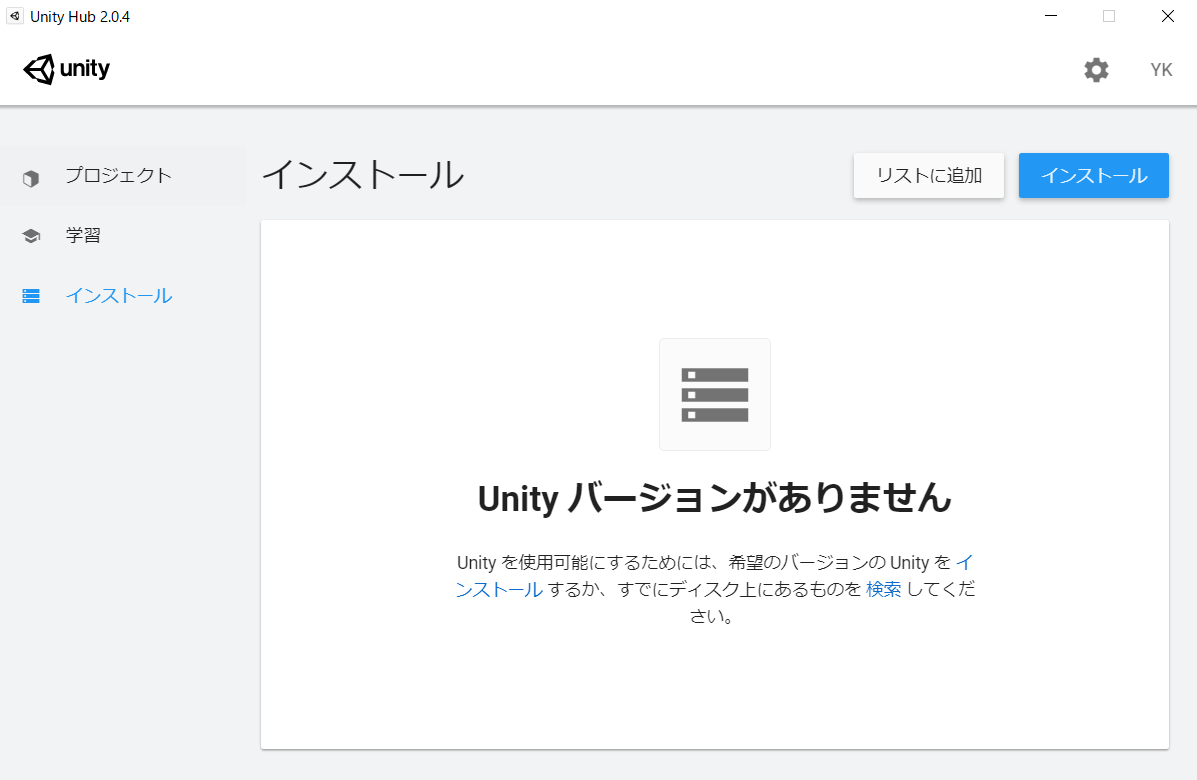 Unity Hub 2.0.4
unity
YK
プロジェクト
学習
インストール
インストール
リストに追加
インストール
Unity バージョンがありません
Unity を使用可能にするためには、希望のバージョンの Unity を イ
ンストール するか、すでにディスク上にあるものを 検索 してくだ
さい。